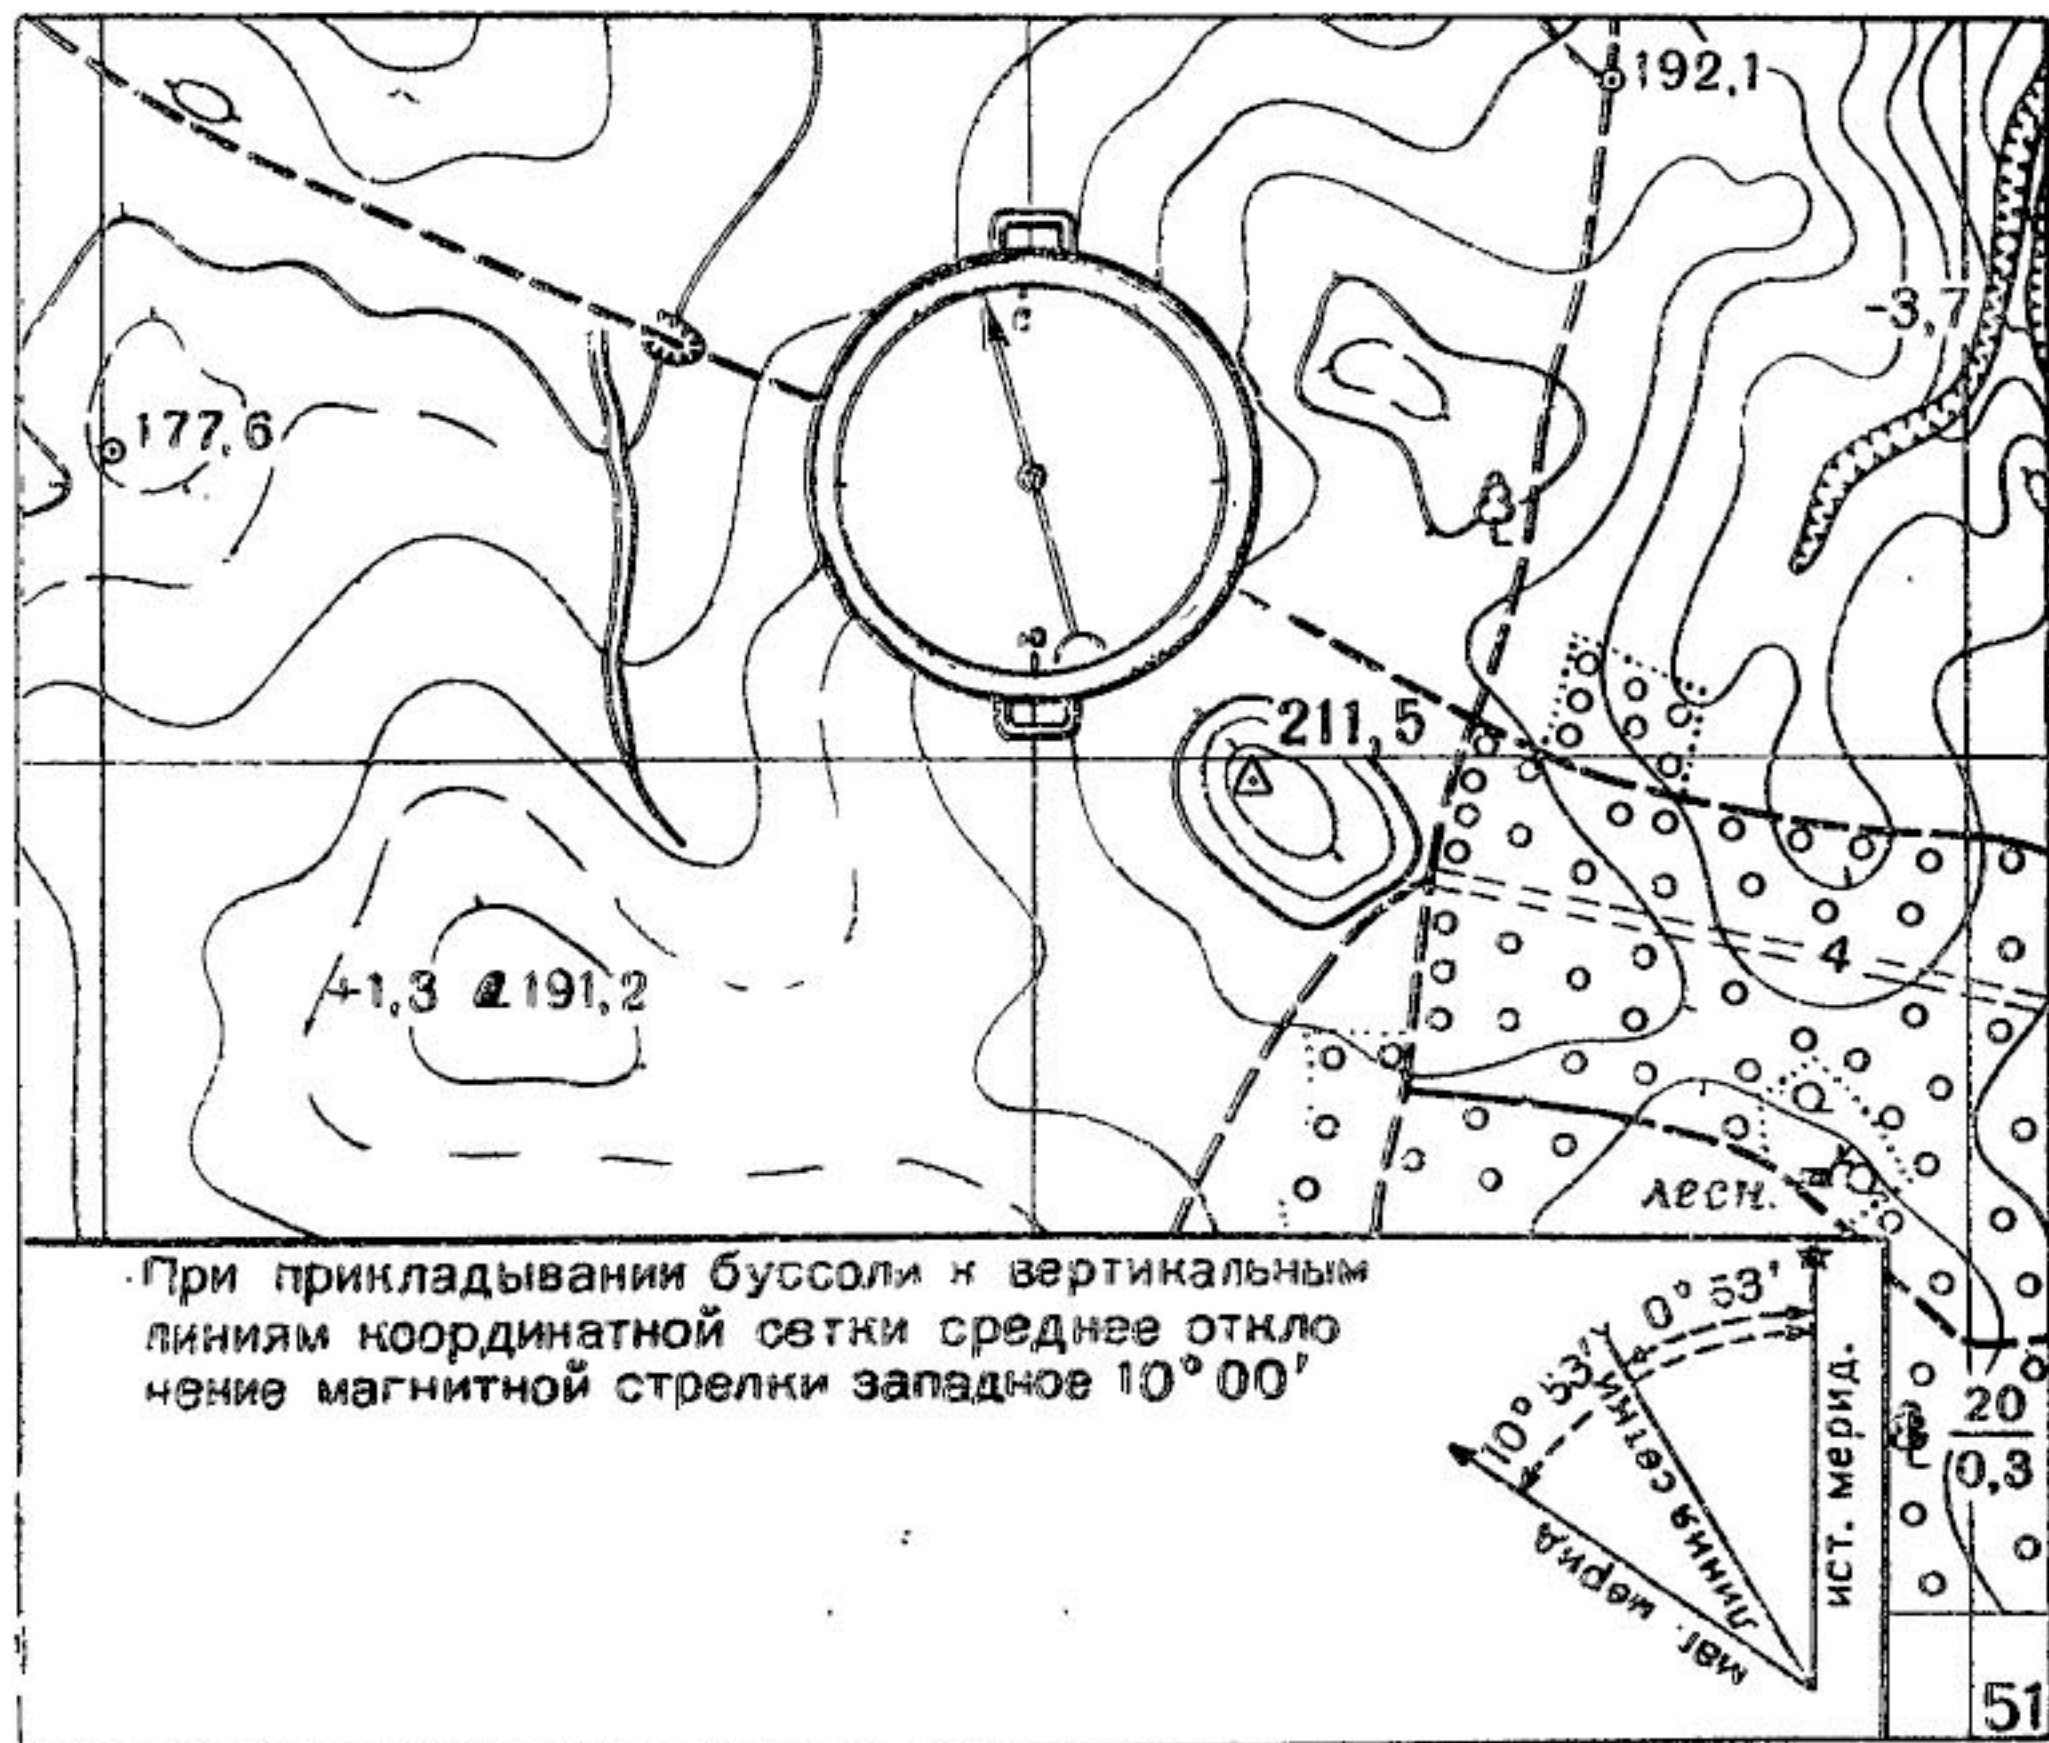 192,1
-3,7
С
177,6
Ю
211,5
4
+1,3 191,2
лесн.
При прикладывании буссоли к вертикальным
линиям координатной сетки среднее откло
нение магнитной стрелки западное 10°00'
0°53'
10°53'
линия сетки
маг. мерид
ист. мерид.
20
0,3
51